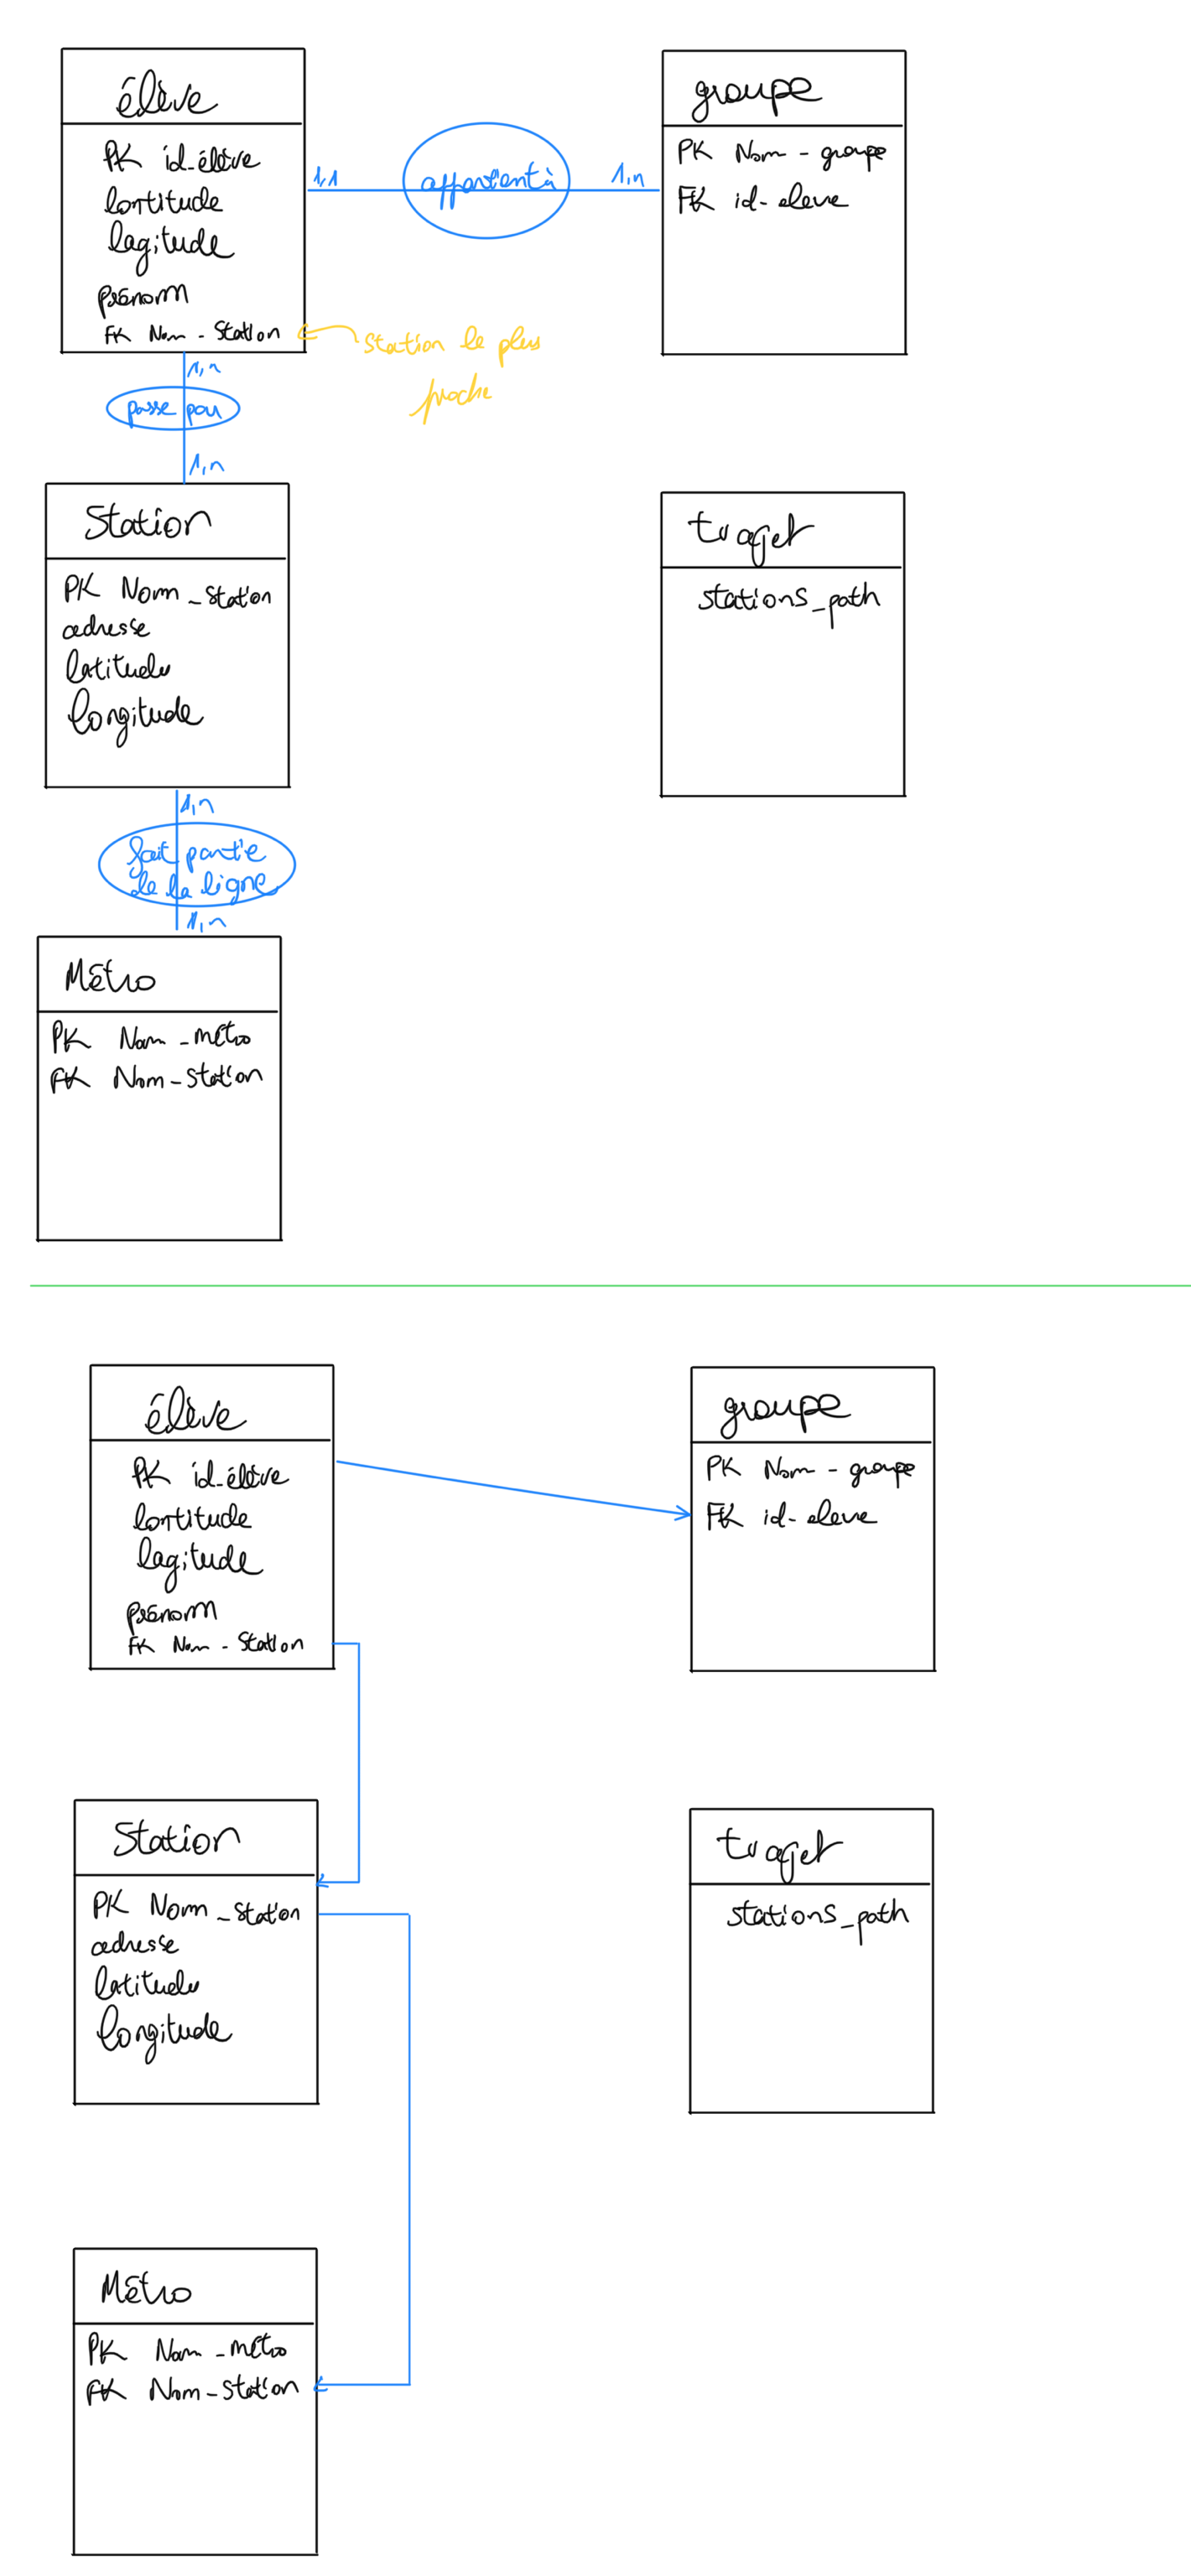 élève
PK id_élève
lortitude
lagitude
prénom
FK Nom - Station
1,1
appartient à
1,n
groupe
PK Nom - groupe
FK id- eleve
station le plus
proche
1,n
passe par
1,n
Station
PK Nom _ station
adresse
latitude
longitude
trajet
stations_path
1,n
fait partie
de la ligne
1,n
Métro
PK Nom _ métro
FK Nom _ station
élève
PK id_élève
lortitude
lagitude
prénom
FK Nom - Station
groupe
PK Nom - groupe
FK id- eleve
Station
PK Nom _ station
adresse
latitude
longitude
trajet
stations_path
Métro
PK Nom _ métro
FK Nom _ station